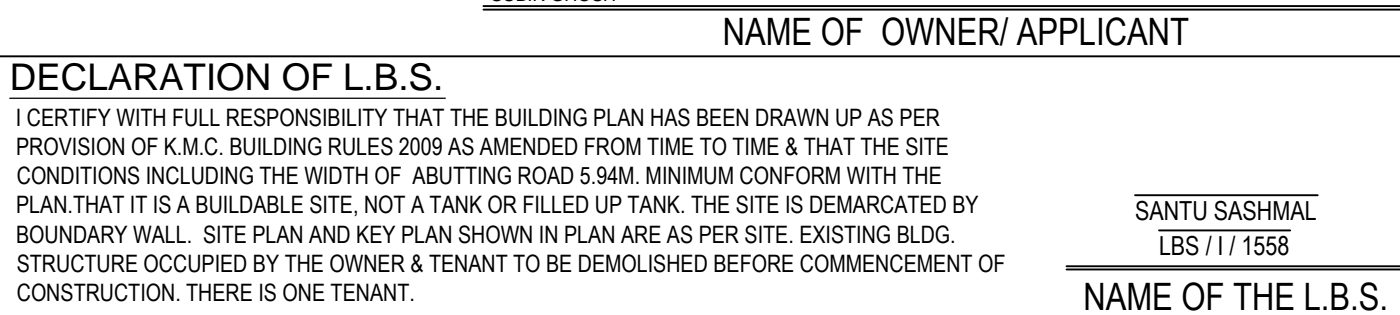 NAME OF OWNER/ APPLICANT
DECLARATION OF L.B.S.
I CERTIFY WITH FULL RESPONSIBILITY THAT THE BUILDING PLAN HAS BEEN DRAWN UP AS PER
PROVISION OF K.M.C. BUILDING RULES 2009 AS AMENDED FROM TIME TO TIME & THAT THE SITE
CONDITIONS INCLUDING THE WIDTH OF ABUTTING ROAD 5.94M. MINIMUM CONFORM WITH THE
PLAN.THAT IT IS A BUILDABLE SITE, NOT A TANK OR FILLED UP TANK. THE SITE IS DEMARCATED BY
BOUNDARY WALL. SITE PLAN AND KEY PLAN SHOWN IN PLAN ARE AS PER SITE. EXISTING BLDG.
STRUCTURE OCCUPIED BY THE OWNER & TENANT TO BE DEMOLISHED BEFORE COMMENCEMENT OF
CONSTRUCTION. THERE IS ONE TENANT.
SANTU SASHMAL
LBS / I / 1558
NAME OF THE L.B.S.